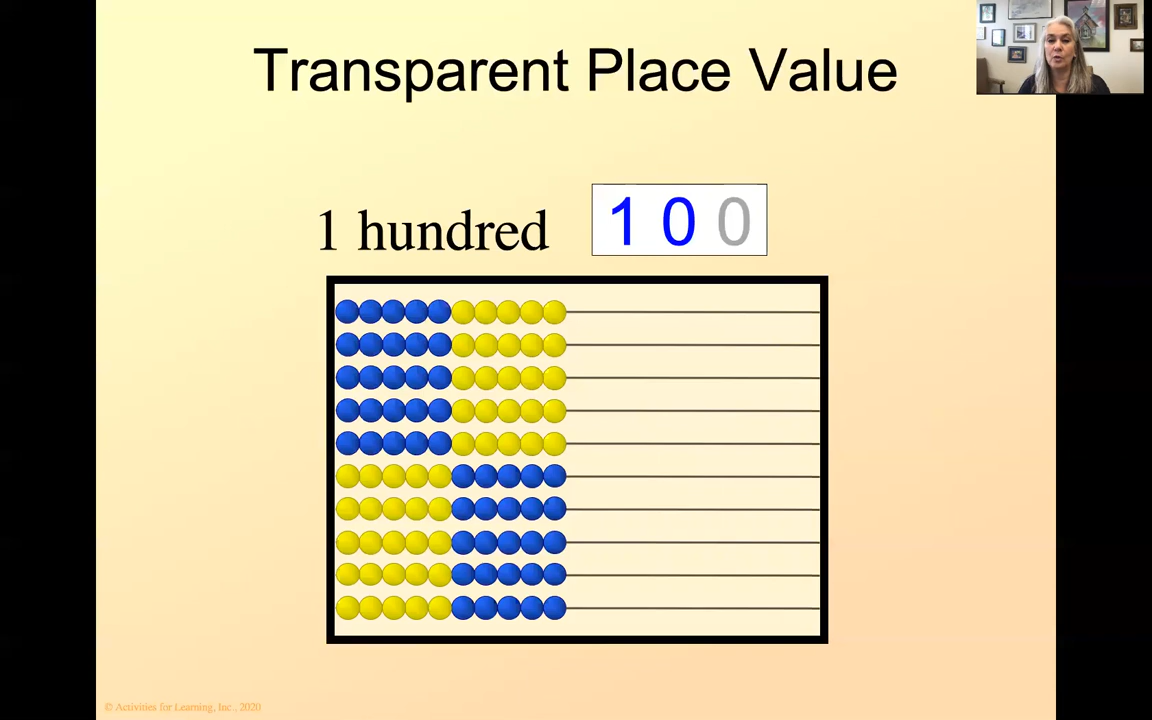 Transparent Place Value
1 hundred
1 0 0
© Activities for Learning, Inc., 2020